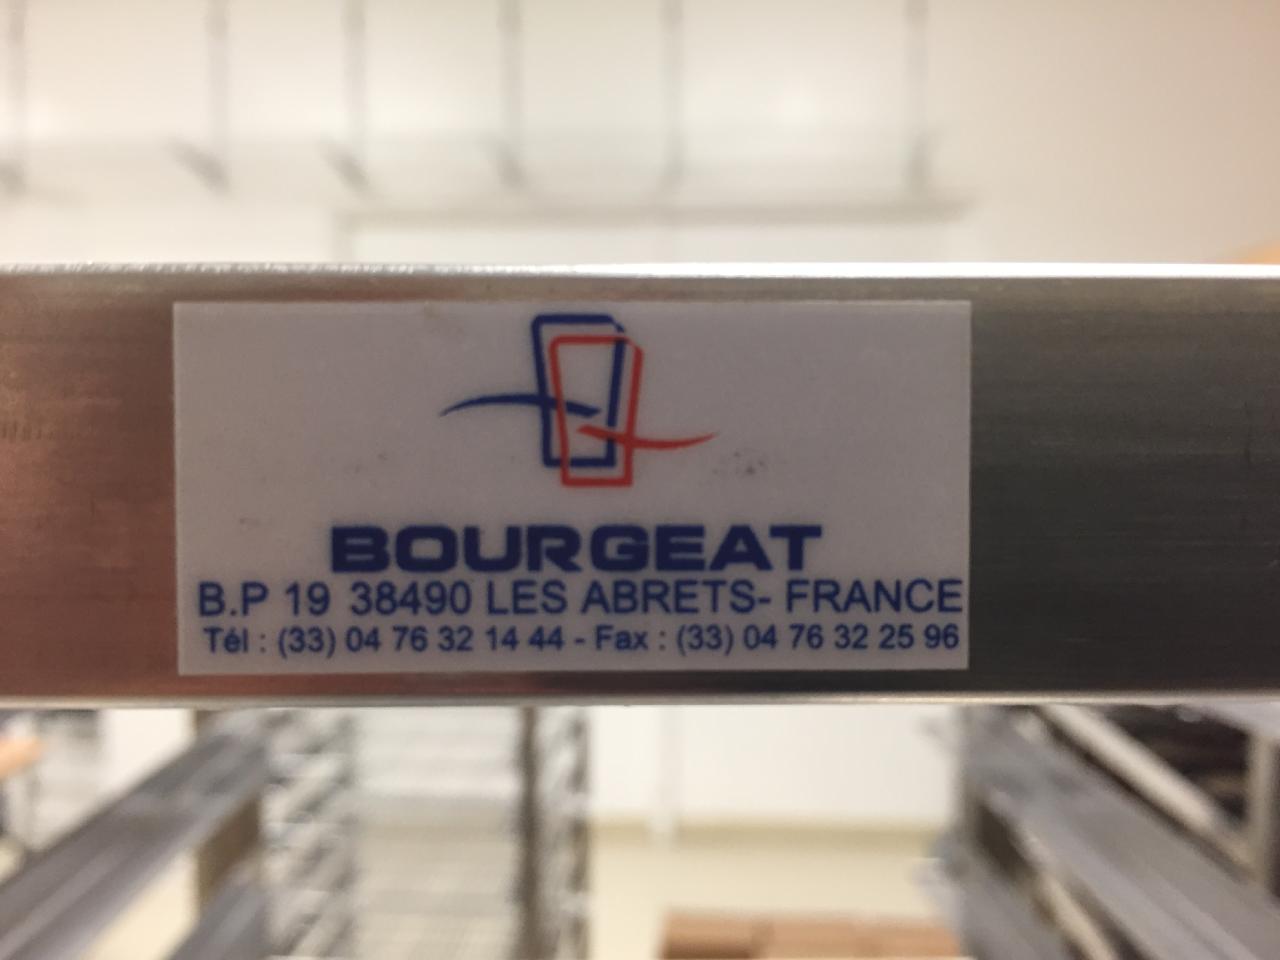 BOURGEAT
B.P 19 38490 LES ABRETS- FRANCE
Tél : (33) 04 76 32 14 44 - Fax : (33) 04 76 32 25 96